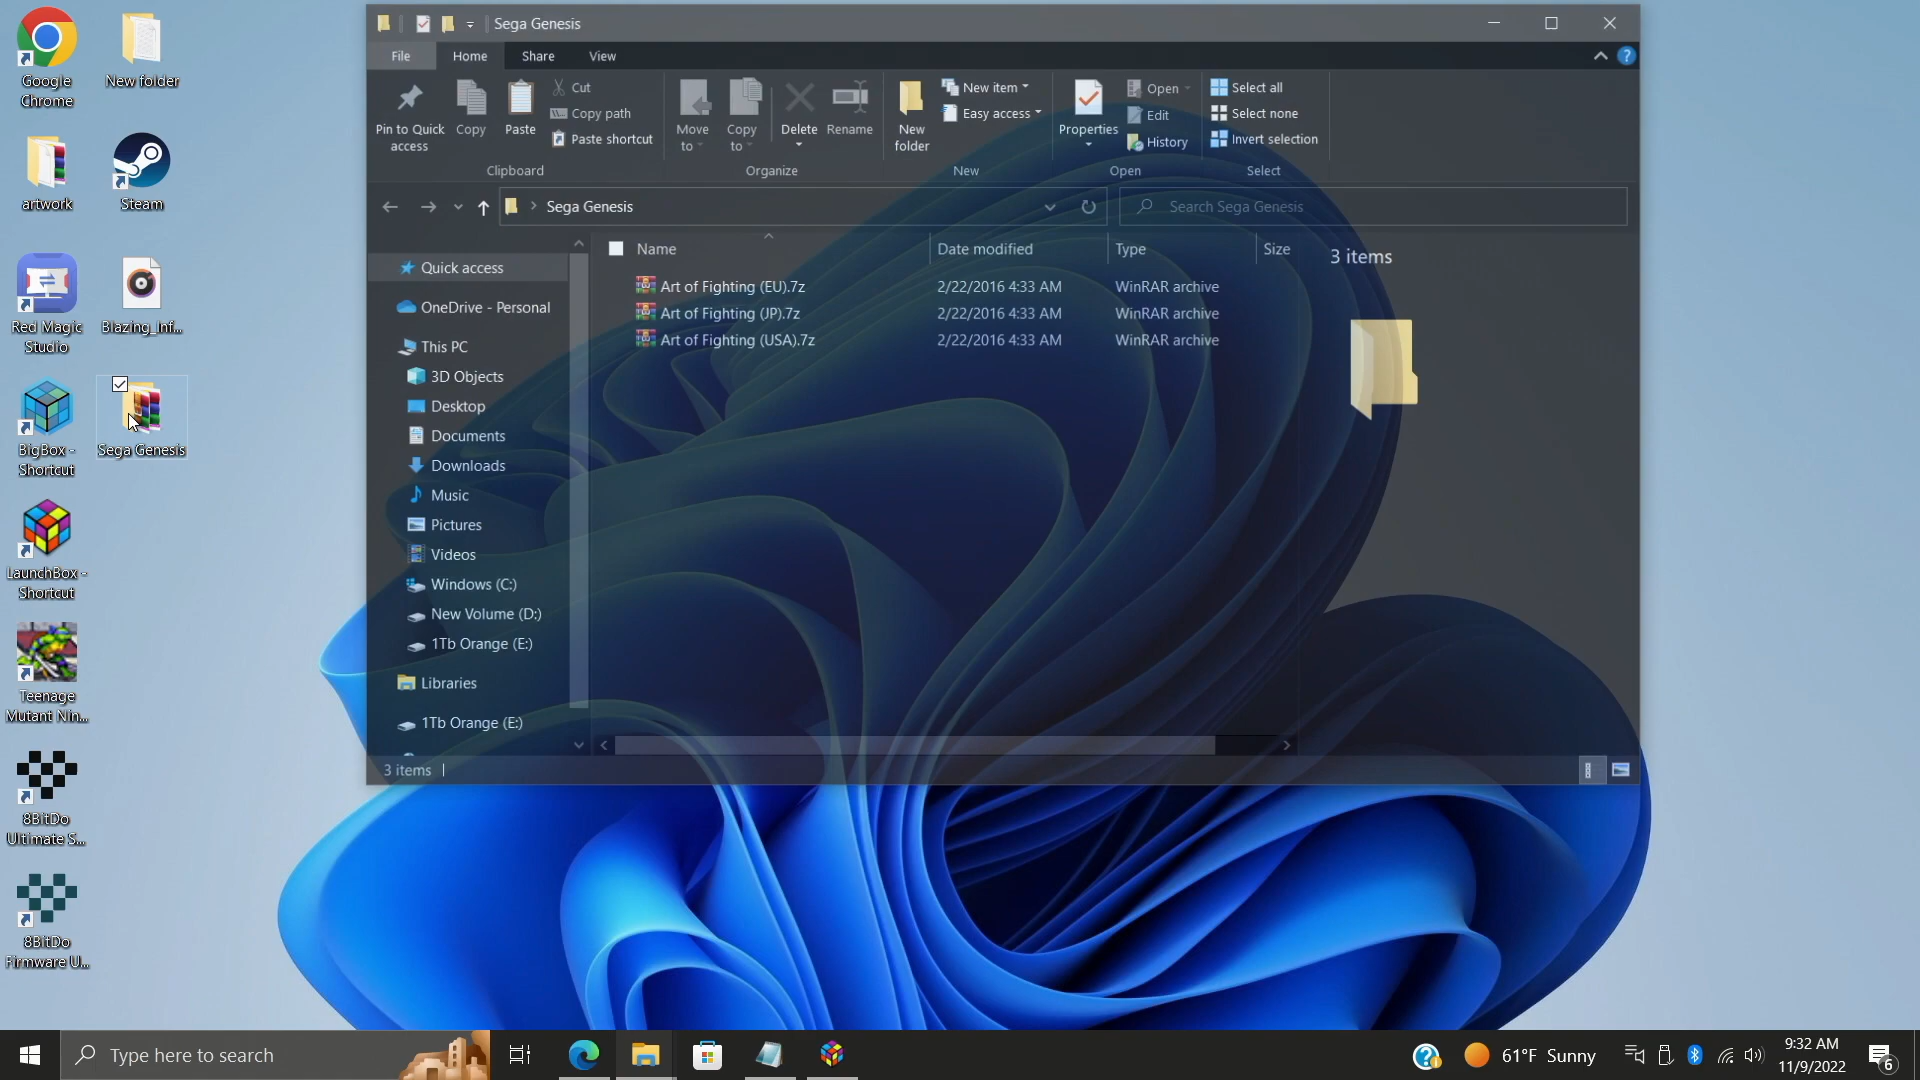 Google
Chrome
New folder
artwork
Steam
Red Magic
Studio
Blazing_Inf...
BigBox -
Shortcut
Sega Genesis
LaunchBox -
Shortcut
Teenage
Mutant Nin...
8BitDo
Ultimate S...
8BitDo
Firmware U...
Sega Genesis
File Home Share View
Pin to Quick
access
Copy
Paste
Cut
Copy path
Paste shortcut
Clipboard
Move
to
Copy
to
Delete
Rename
Organize
New
folder
New item
Easy access
New
Properties
Open
Edit
History
Open
Select all
Select none
Invert selection
Select
Sega Genesis
Search Sega Genesis
Quick access
OneDrive - Personal
This PC
3D Objects
Desktop
Documents
Downloads
Music
Pictures
Videos
Windows (C:)
New Volume (D:)
1Tb Orange (E:)
Libraries
1Tb Orange (E:)
Name Date modified Type Size
Art of Fighting (EU).7z 2/22/2016 4:33 AM WinRAR archive
Art of Fighting (JP).7z 2/22/2016 4:33 AM WinRAR archive
Art of Fighting (USA).7z 2/22/2016 4:33 AM WinRAR archive
3 items
3 items
Type here to search
61°F Sunny
9:32 AM
11/9/2022
6